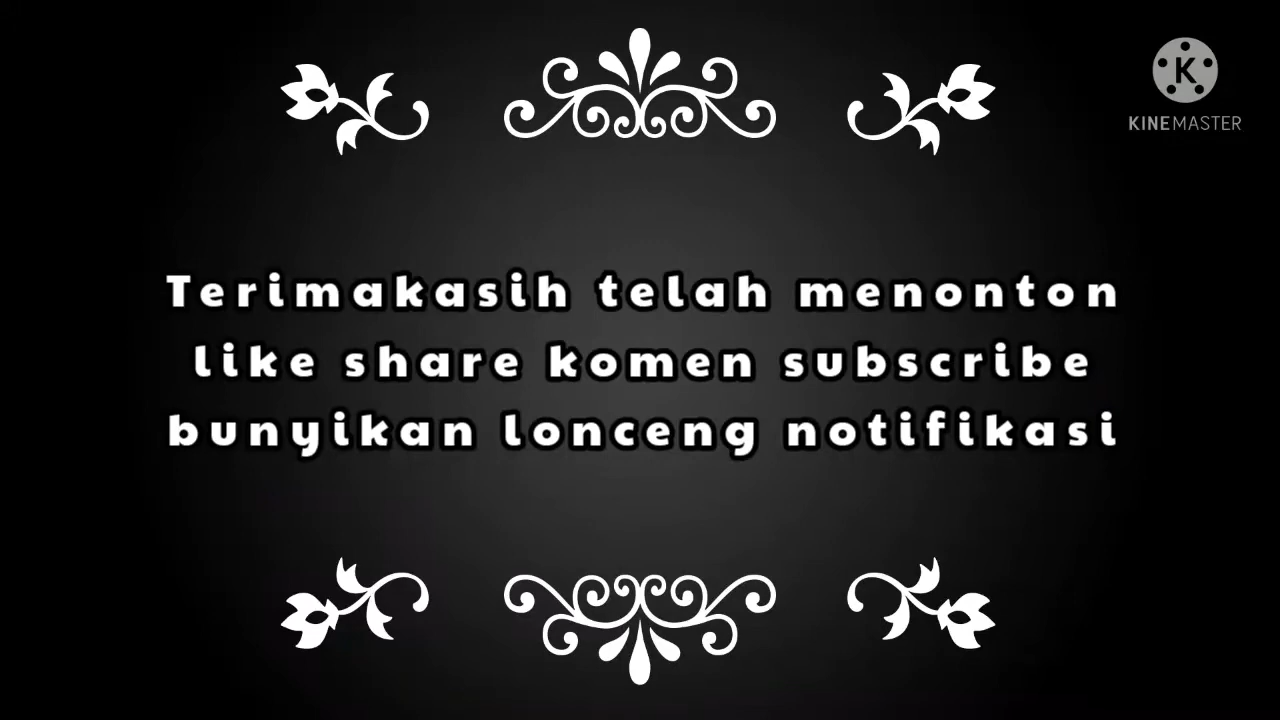 K
KINEMASTER
Terimakasih telah menonton
like share komen subscribe
bunyikan lonceng notifikasi